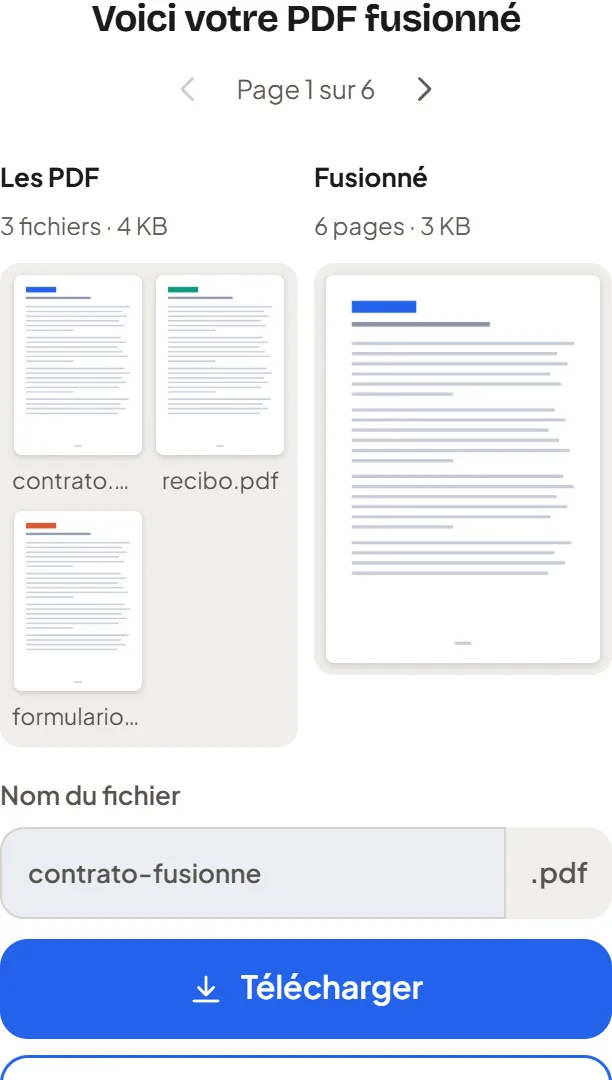 Voici votre PDF fusionné
Page 1 sur 6
Les PDF
3 fichiers · 4 KB
contrato....
recibo.pdf
formulario...
Fusionné
6 pages · 3 KB
Nom du fichier
contrato-fusionne
.pdf
Télécharger